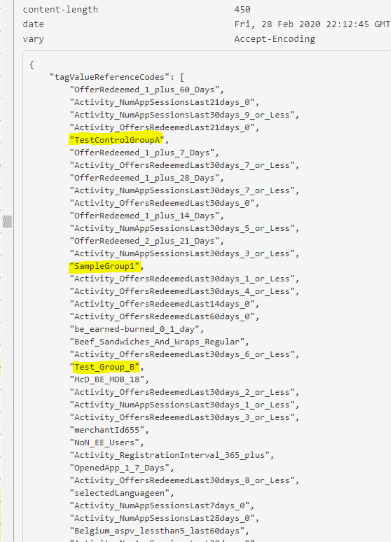 content-length 450
date Fri, 28 Feb 2020 22:12:45 GMT
vary Accept-Encoding
{
"tagValueReferenceCodes": [
"OfferRedeemed_1_plus_60_Days",
"Activity_NumAppSessionsLast21days_0",
"Activity_NumAppSessionsLast30days_9_or_Less",
"Activity_OffersRedeemedLast21days_0",
"TestControlGroupA",
"OfferRedeemed_1_plus_7_Days",
"Activity_OffersRedeemedLast30days_7_or_Less",
"OfferRedeemed_1_plus_28_Days",
"Activity_NumAppSessionsLast30days_7_or_Less",
"Activity_OffersRedeemedLast30days_0",
"OfferRedeemed_1_plus_14_Days",
"Activity_NumAppSessionsLast30days_5_or_Less",
"OfferRedeemed_2_plus_21_Days",
"Activity_NumAppSessionsLast30days_3_or_Less",
"SampleGroup1",
"Activity_OffersRedeemedLast30days_1_or_Less",
"Activity_OffersRedeemedLast30days_4_or_Less",
"Activity_OffersRedeemedLast14days_0",
"Activity_OffersRedeemedLast60days_0",
"be_earned-burned_0_1_day",
"Beef_Sandwiches_And_Wraps_Regular",
"Activity_OffersRedeemedLast30days_6_or_Less",
"Test_Group_B",
"McD_BE_MDB_18",
"Activity_OffersRedeemedLast30days_2_or_Less",
"Activity_NumAppSessionsLast30days_1_or_Less",
"Activity_OffersRedeemedLast30days_3_or_Less",
"merchantId655",
"NoN_EE_Users",
"Activity_RegistrationInterval_365_plus",
"OpenedApp_1_7_Days",
"Activity_OffersRedeemedLast30days_8_or_Less",
"selectedLanguageen",
"Activity_NumAppSessionsLast7days_0",
"Activity_NumAppSessionsLast28days_0",
"Belgium_aspv_lessthan5_last60days",